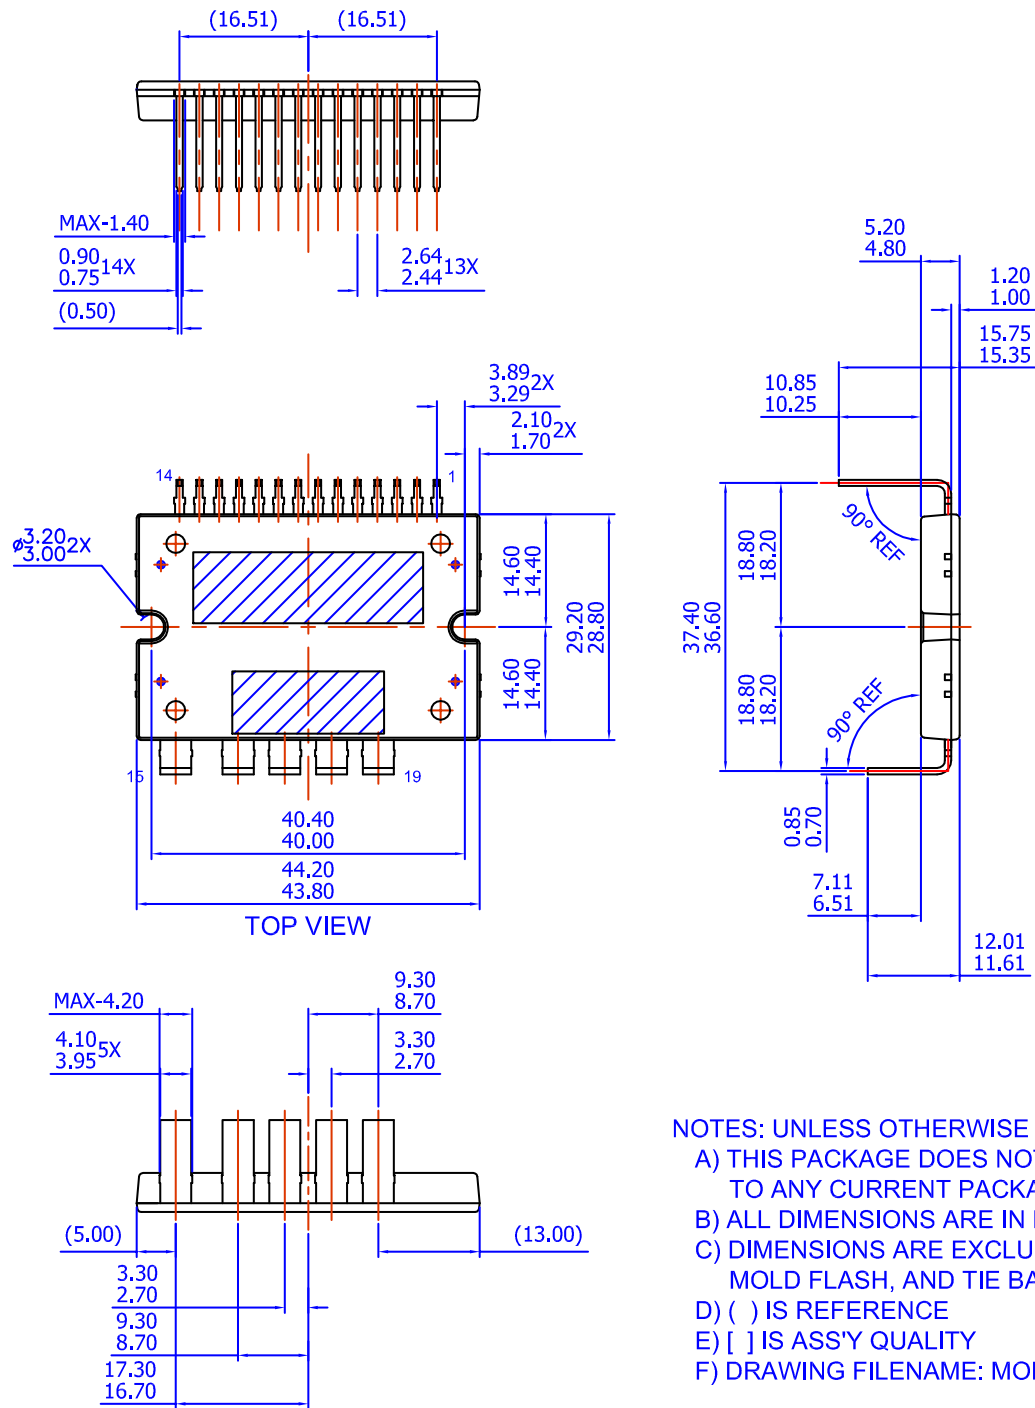 (16.51) (16.51)
MAX-1.40
0.90
0.75 14X
(0.50)
2.64
2.44 13X
5.20
4.80
1.20
1.00
15.75
15.35
10.85
10.25
3.89
3.29 2X
2.10
1.70 2X
14
1
ø3.20
3.00 2X
14.60
14.40
29.20
28.80
14.60
14.40
15
19
40.40
40.00
44.20
43.80
TOP VIEW
90° REF
18.80
18.20
37.40
36.60
18.80
18.20
90° REF
0.85
0.70
7.11
6.51
12.01
11.61
MAX-4.20
4.10
3.95 5X
9.30
8.70
3.30
2.70
(5.00)
(13.00)
3.30
2.70
9.30
8.70
17.30
16.70
NOTES: UNLESS OTHERWISE
A) THIS PACKAGE DOES NOT
TO ANY CURRENT PACKA
B) ALL DIMENSIONS ARE IN
C) DIMENSIONS ARE EXCLU
MOLD FLASH, AND TIE BA
D) ( ) IS REFERENCE
E) [ ] IS ASS'Y QUALITY
F) DRAWING FILENAME: MO